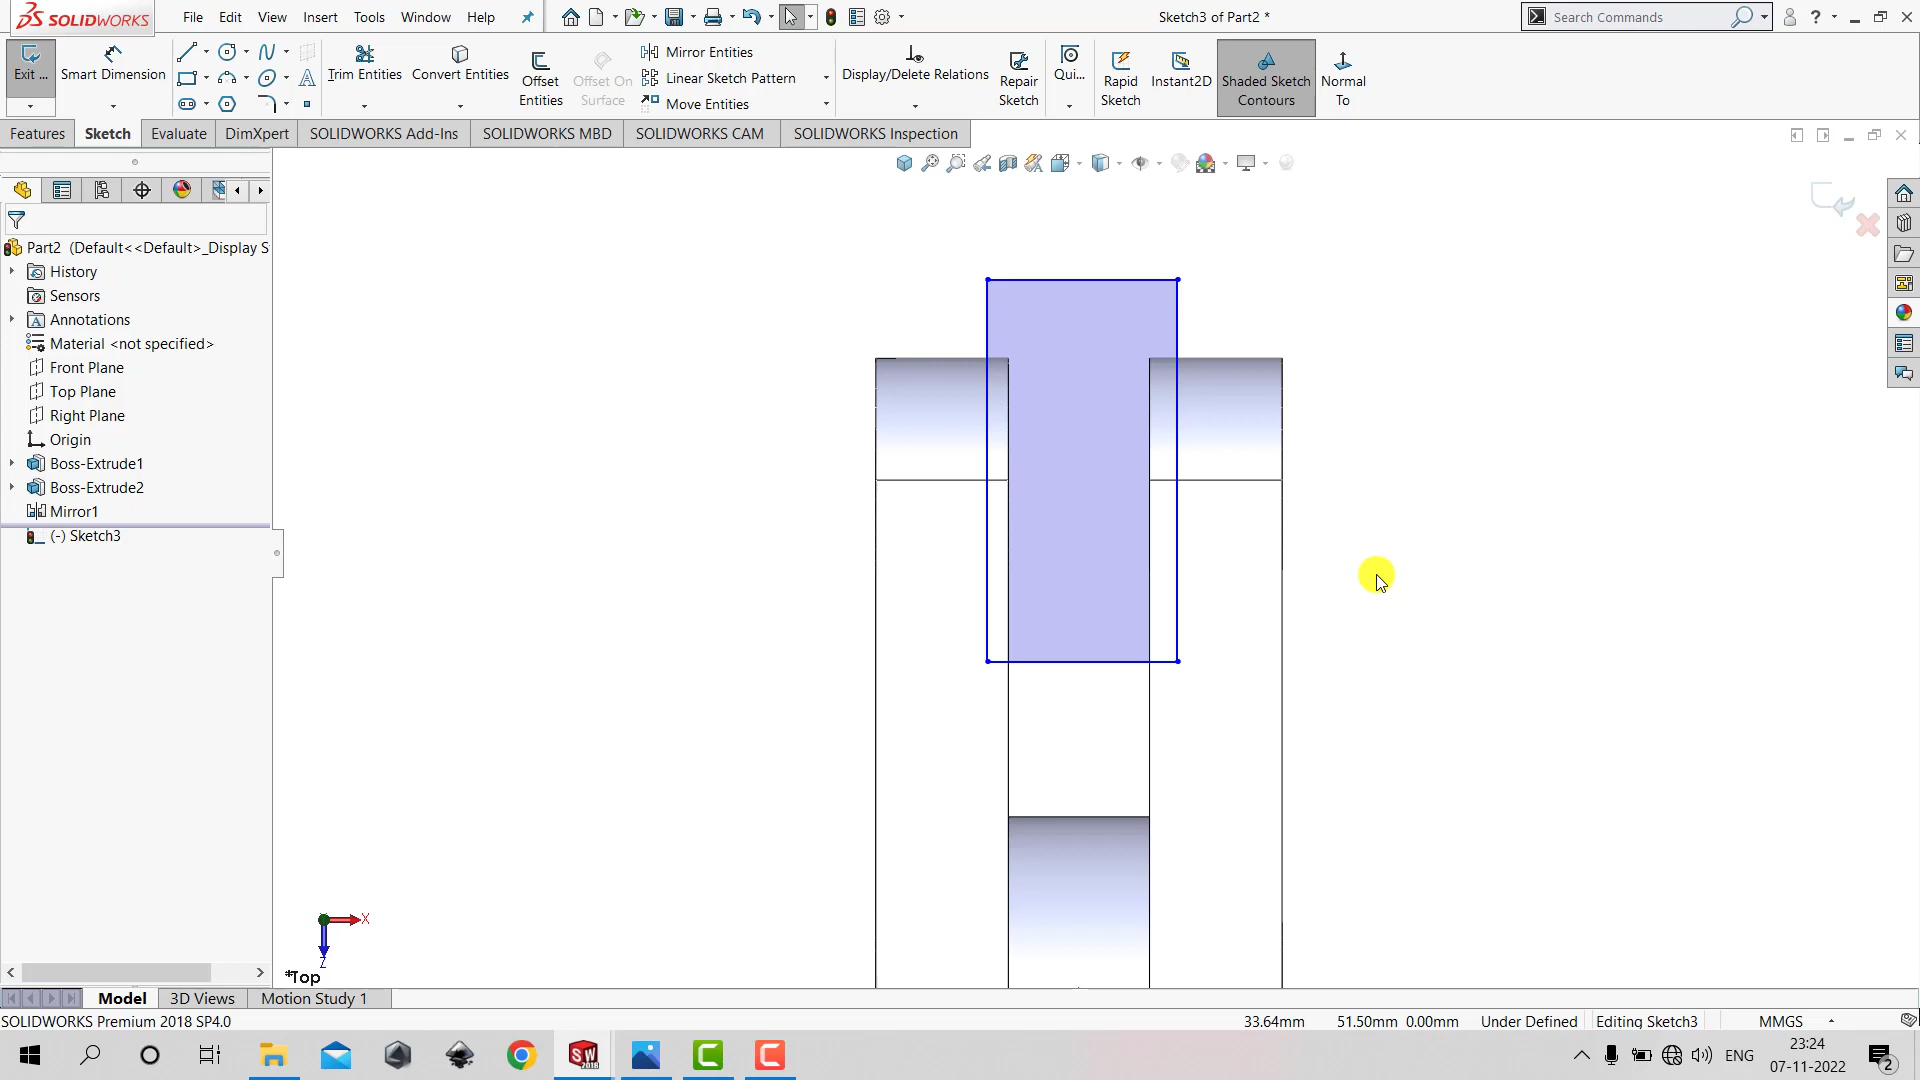 SOLIDWORKS
File Edit View Insert Tools Window Help
Sketch3 of Part2 *
Search Commands
Exit ...
Smart Dimension
Trim Entities
Convert Entities
Offset Entities
Offset On Surface
Mirror Entities
Linear Sketch Pattern
Move Entities
Display/Delete Relations
Repair Sketch
Qui...
Rapid Sketch
Instant2D
Shaded Sketch Contours
Normal To
Features Sketch Evaluate DimXpert SOLIDWORKS Add-Ins SOLIDWORKS MBD SOLIDWORKS CAM SOLIDWORKS Inspection
Part2 (Default<<Default>_Display S
History
Sensors
Annotations
Material <not specified>
Front Plane
Top Plane
Right Plane
Origin
Boss-Extrude1
Boss-Extrude2
Mirror1
(-) Sketch3
X
Z
*Top
Model 3D Views Motion Study 1
SOLIDWORKS Premium 2018 SP4.0
33.64mm 51.50mm 0.00mm Under Defined Editing Sketch3 MMGS
ENG
23:24
07-11-2022
2